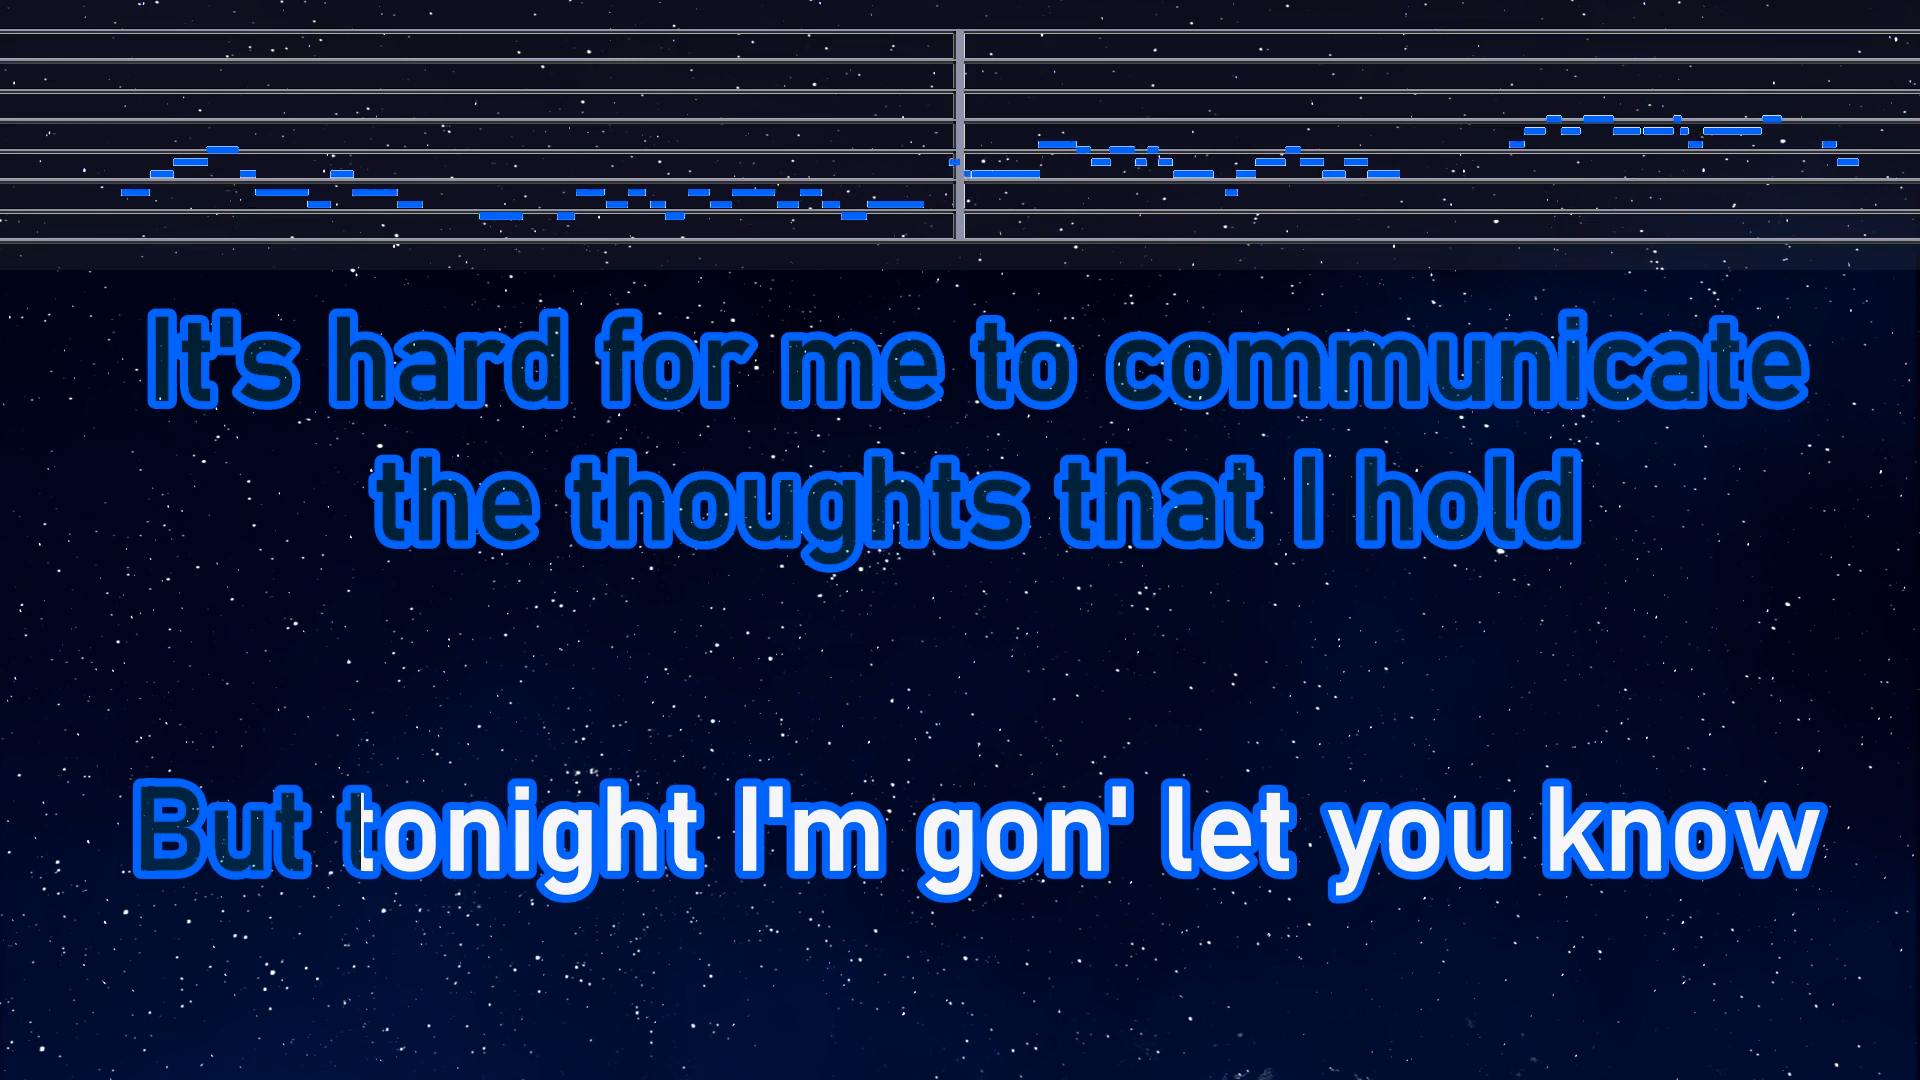 It's hard for me to communicate
the thoughts that I hold
But tonight I'm gon' let you know